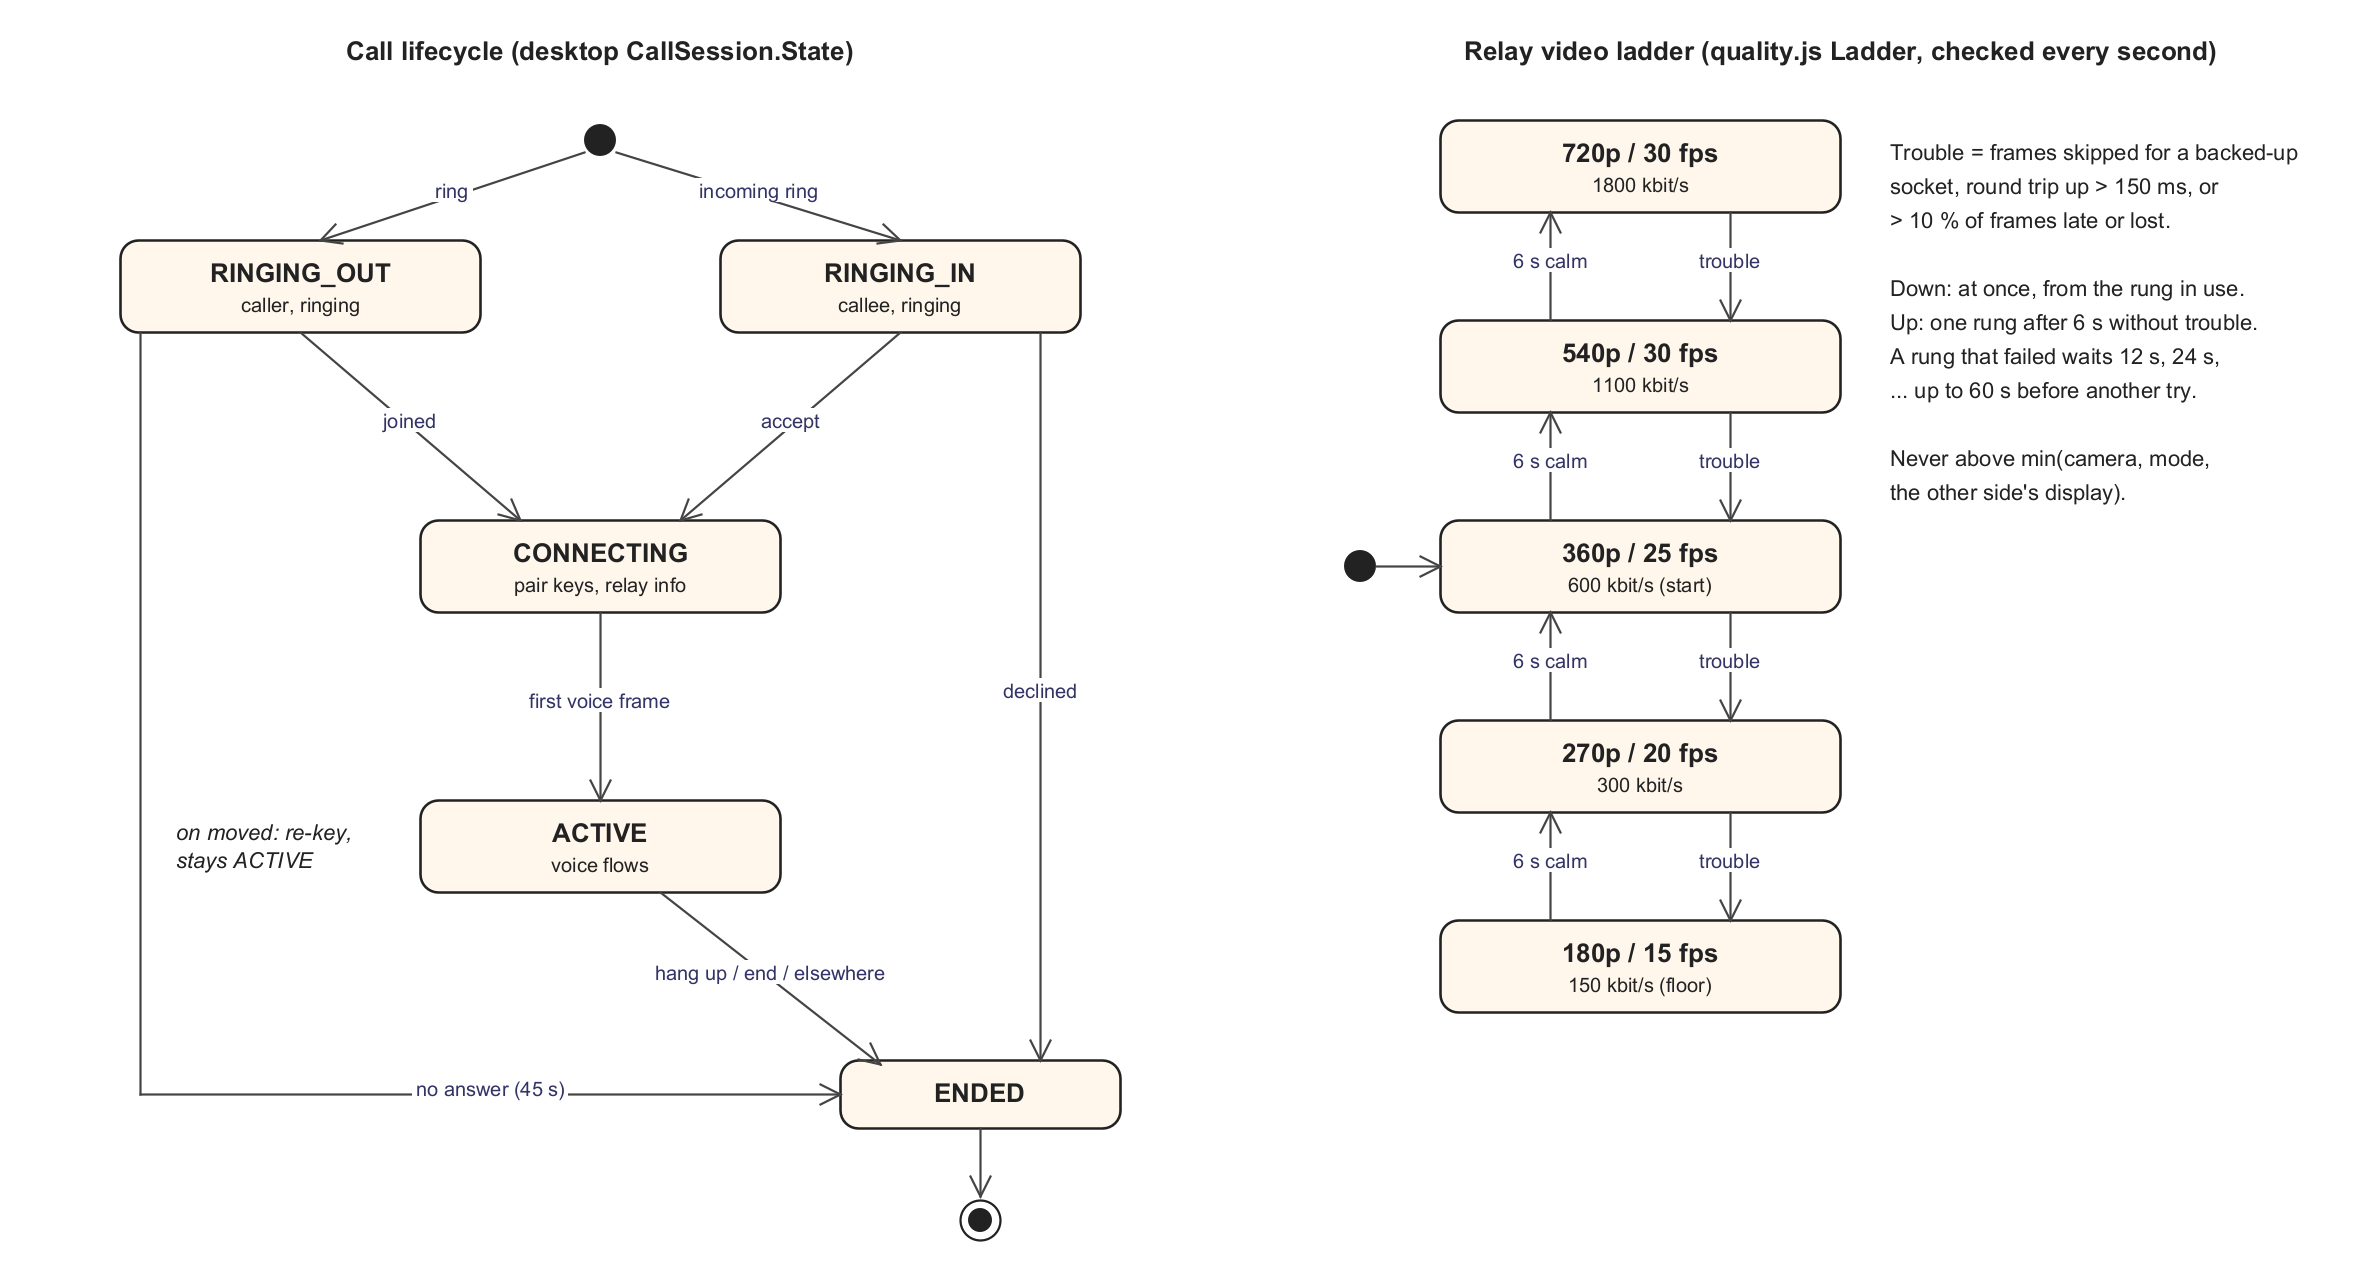 Call lifecycle (desktop CallSession.State)
ring
incoming ring
RINGING_OUT
caller, ringing
RINGING_IN
callee, ringing
joined
accept
CONNECTING
pair keys, relay info
first voice frame
declined
on moved: re-key,
stays ACTIVE
ACTIVE
voice flows
hang up / end / elsewhere
no answer (45 s)
ENDED
Relay video ladder (quality.js Ladder, checked every second)
720p / 30 fps
1800 kbit/s
6 s calm
trouble
540p / 30 fps
1100 kbit/s
6 s calm
trouble
360p / 25 fps
600 kbit/s (start)
6 s calm
trouble
270p / 20 fps
300 kbit/s
6 s calm
trouble
180p / 15 fps
150 kbit/s (floor)
Trouble = frames skipped for a backed-up
socket, round trip up > 150 ms, or
> 10 % of frames late or lost.
Down: at once, from the rung in use.
Up: one rung after 6 s without trouble.
A rung that failed waits 12 s, 24 s,
... up to 60 s before another try.
Never above min(camera, mode,
the other side's display).